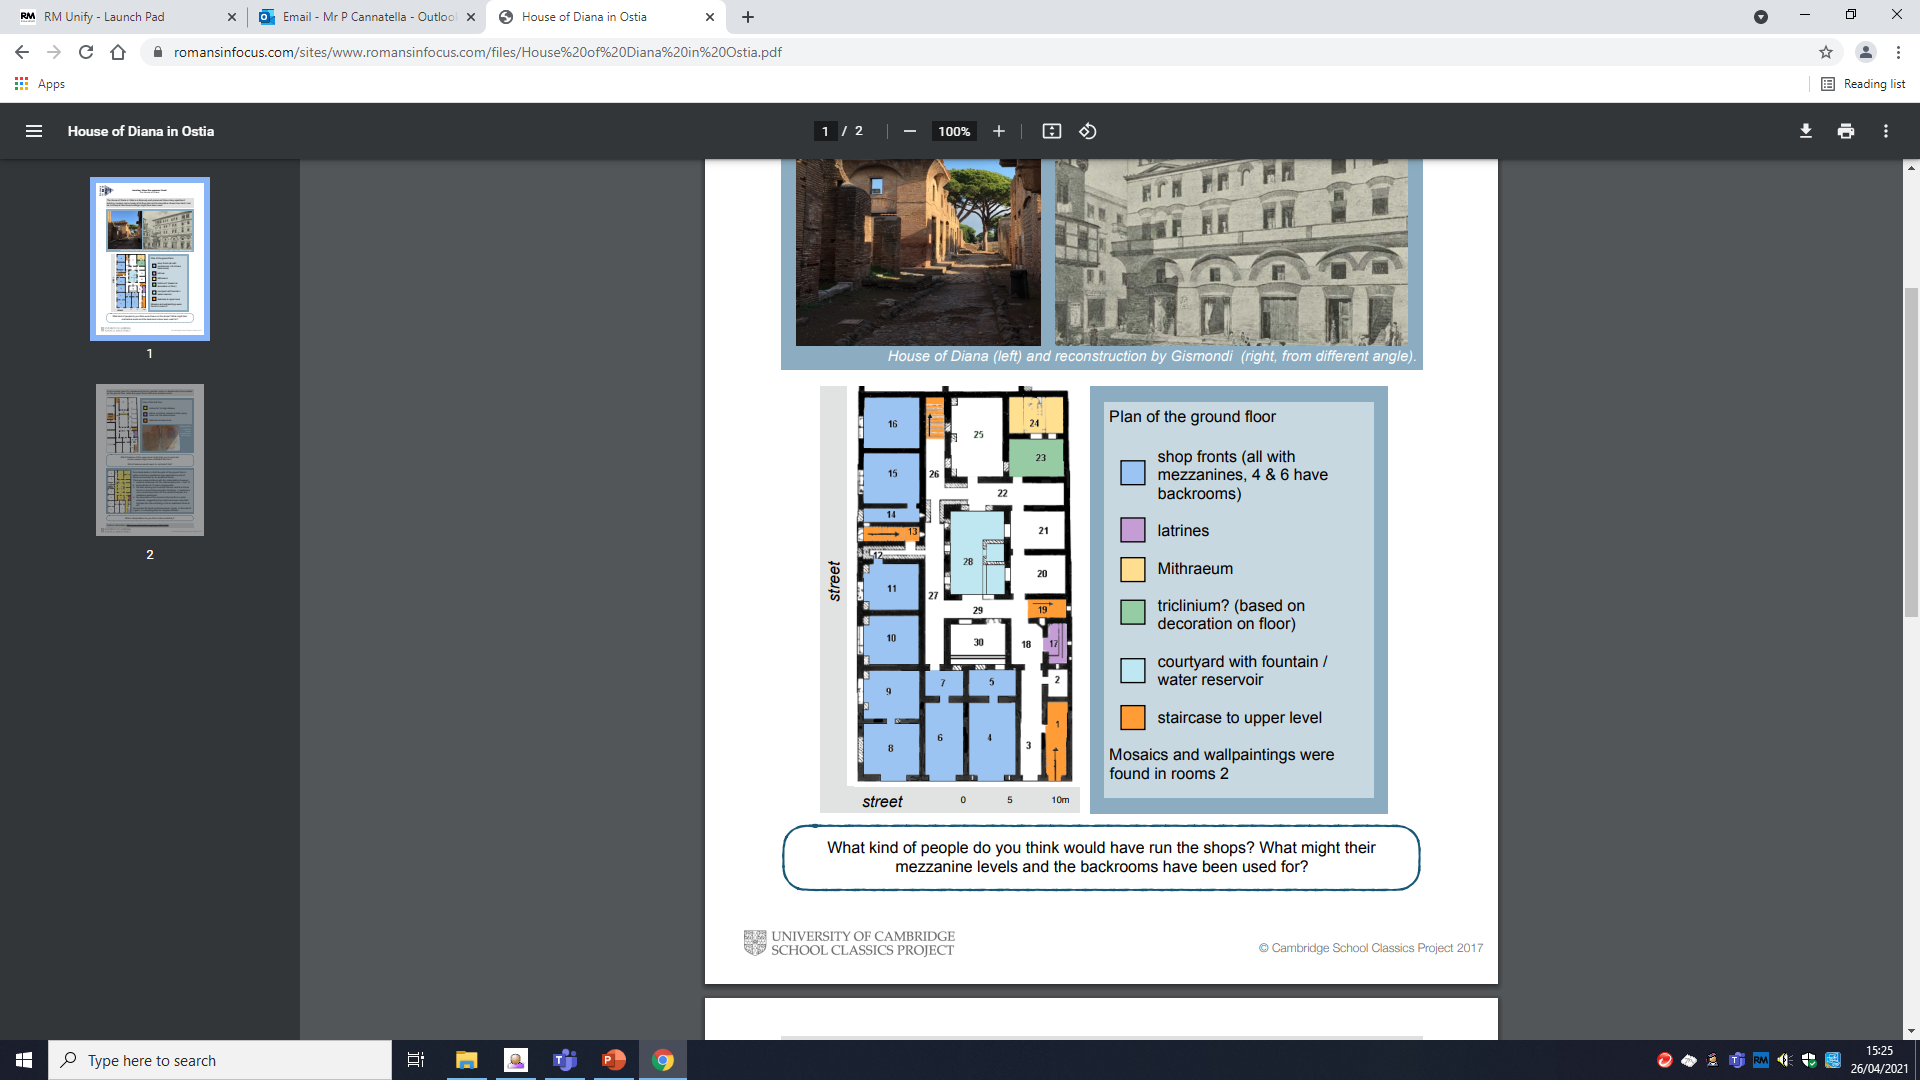 RM Unify - Launch Pad
Email - Mr P Cannatella - Outloo
House of Diana in Ostia
romansinfocus.com/sites/www.romansinfocus.com/files/House%20of%20Diana%20in%20Ostia.pdf
Apps
Reading list
House of Diana in Ostia
1 / 2
100%
1
2
House of Diana (left) and reconstruction by Gismondi (right, from different angle).
16
25
24
23
15
26
22
14
13
21
12
28
20
11
27
29
19
10
30
18
17
9
7
5
2
8
6
4
3
1
street
street
0 5 10m
Plan of the ground floor
shop fronts (all with
mezzanines, 4 & 6 have
backrooms)
latrines
Mithraeum
triclinium? (based on
decoration on floor)
courtyard with fountain /
water reservoir
staircase to upper level
Mosaics and wallpaintings were
found in rooms 2
What kind of people do you think would have run the shops? What might their
mezzanine levels and the backrooms have been used for?
UNIVERSITY OF CAMBRIDGE
SCHOOL CLASSICS PROJECT
© Cambridge School Classics Project 2017
Type here to search
15:25
26/04/2021